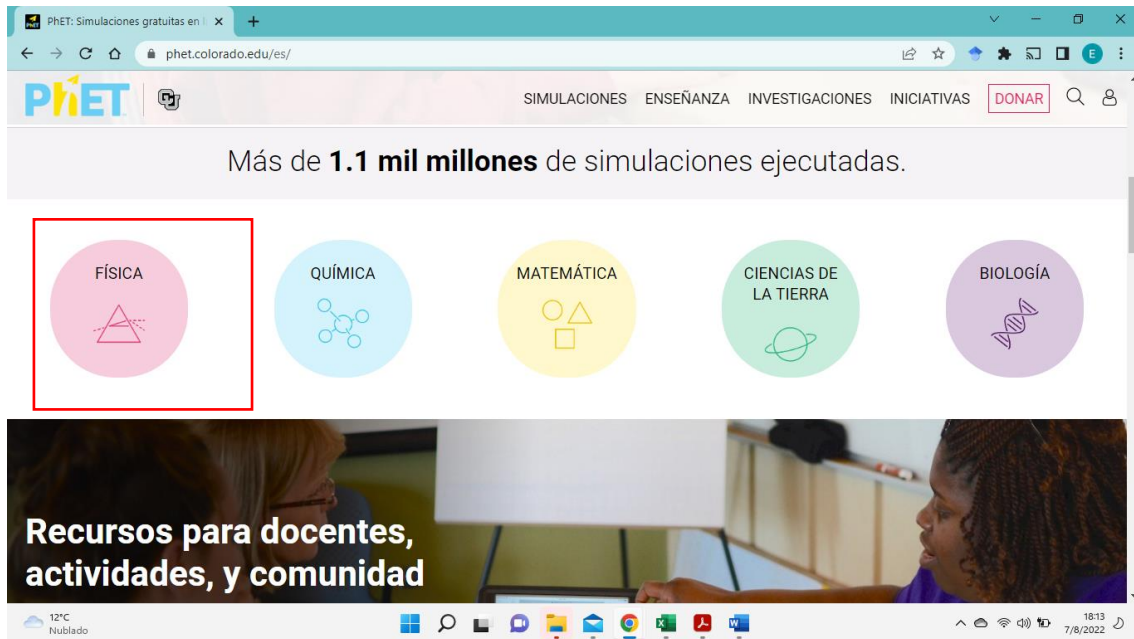 PhET: Simulaciones gratuitas en l
phet.colorado.edu/es/
E
PhET
SIMULACIONES ENSEÑANZA INVESTIGACIONES INICIATIVAS DONAR
Más de 1.1 mil millones de simulaciones ejecutadas.
FÍSICA
QUÍMICA
MATEMÁTICA
CIENCIAS DE
LA TIERRA
BIOLOGÍA
Recursos para docentes,
actividades, y comunidad
12°C
Nublado
18:13
7/8/2022